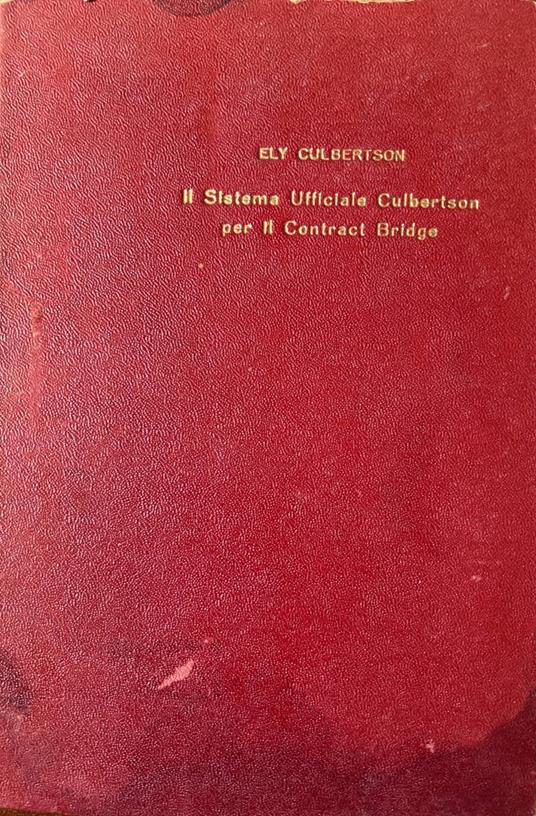 ELY CULBERTSON
Il Sistema Ufficiale Culbertson
per il Contract Bridge